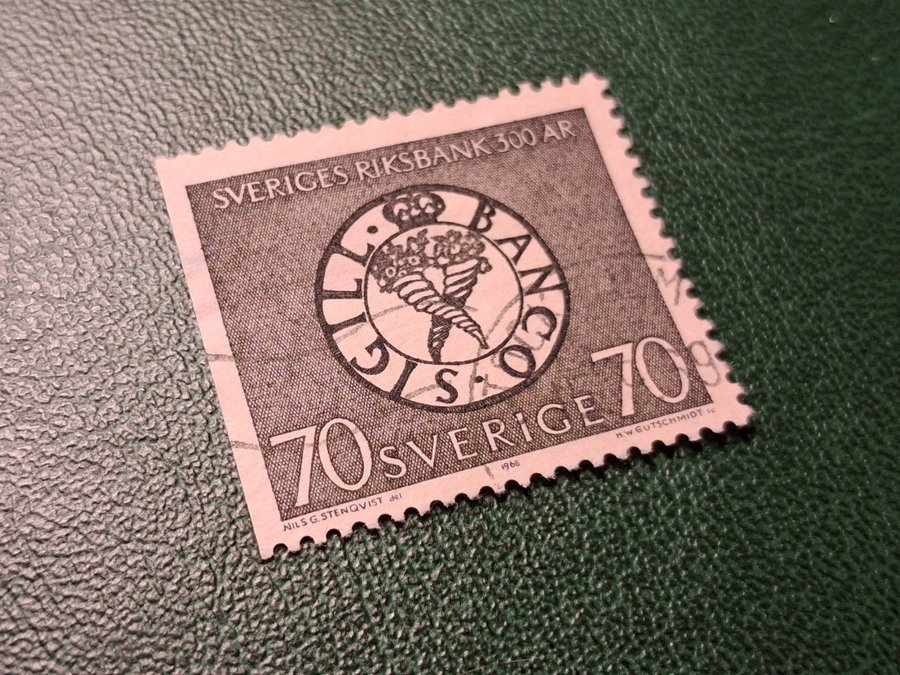 SVERIGES RIKSBANK 300 ÅR
BANCO · SIGILL ·
70 SVERIGE 70
NILS G. STENQVIST del
1968
M.W GUTSCHMIDT sc